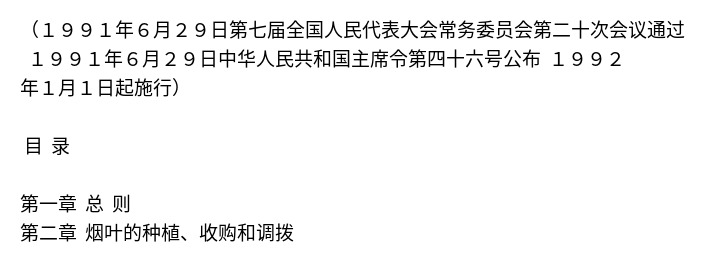 （１９９１年６月２９日第七届全国人民代表大会常务委员会第二十次会议通过
１９９１年６月２９日中华人民共和国主席令第四十六号公布 １９９２
年１月１日起施行）
目 录
第一章 总 则
第二章 烟叶的种植、收购和调拨